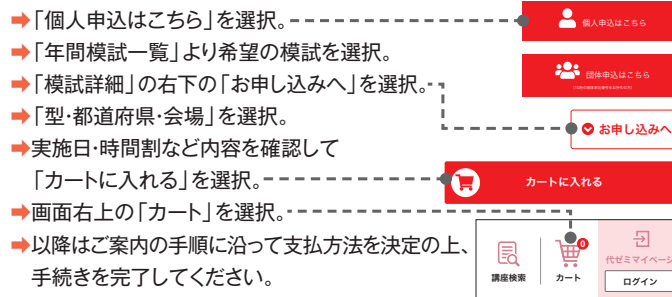 ➡「個人申込はこちら」を選択。
個人申込はこちら
➡「年間模試一覧」より希望の模試を選択。
団体申込はこちら
➡「模試詳細」の右下の「お申し込みへ」を選択。
➡「型・都道府県・会場」を選択。
お申し込みへ
➡実施日・時間割など内容を確認して
「カートに入れる」を選択。
カートに入れる
➡画面右上の「カート」を選択。
➡以降はご案内の手順に沿って支払方法を決定の上、
手続きを完了してください。
講座検索
0
カート
代ゼミマイページ
ログイン